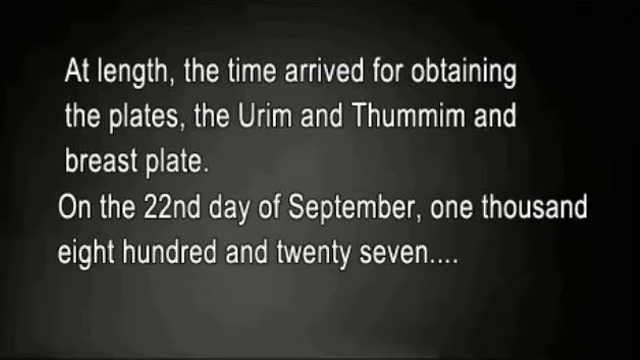 At length, the time arrived for obtaining
the plates, the Urim and Thummim and
breast plate.
On the 22nd day of September, one thousand
eight hundred and twenty seven....